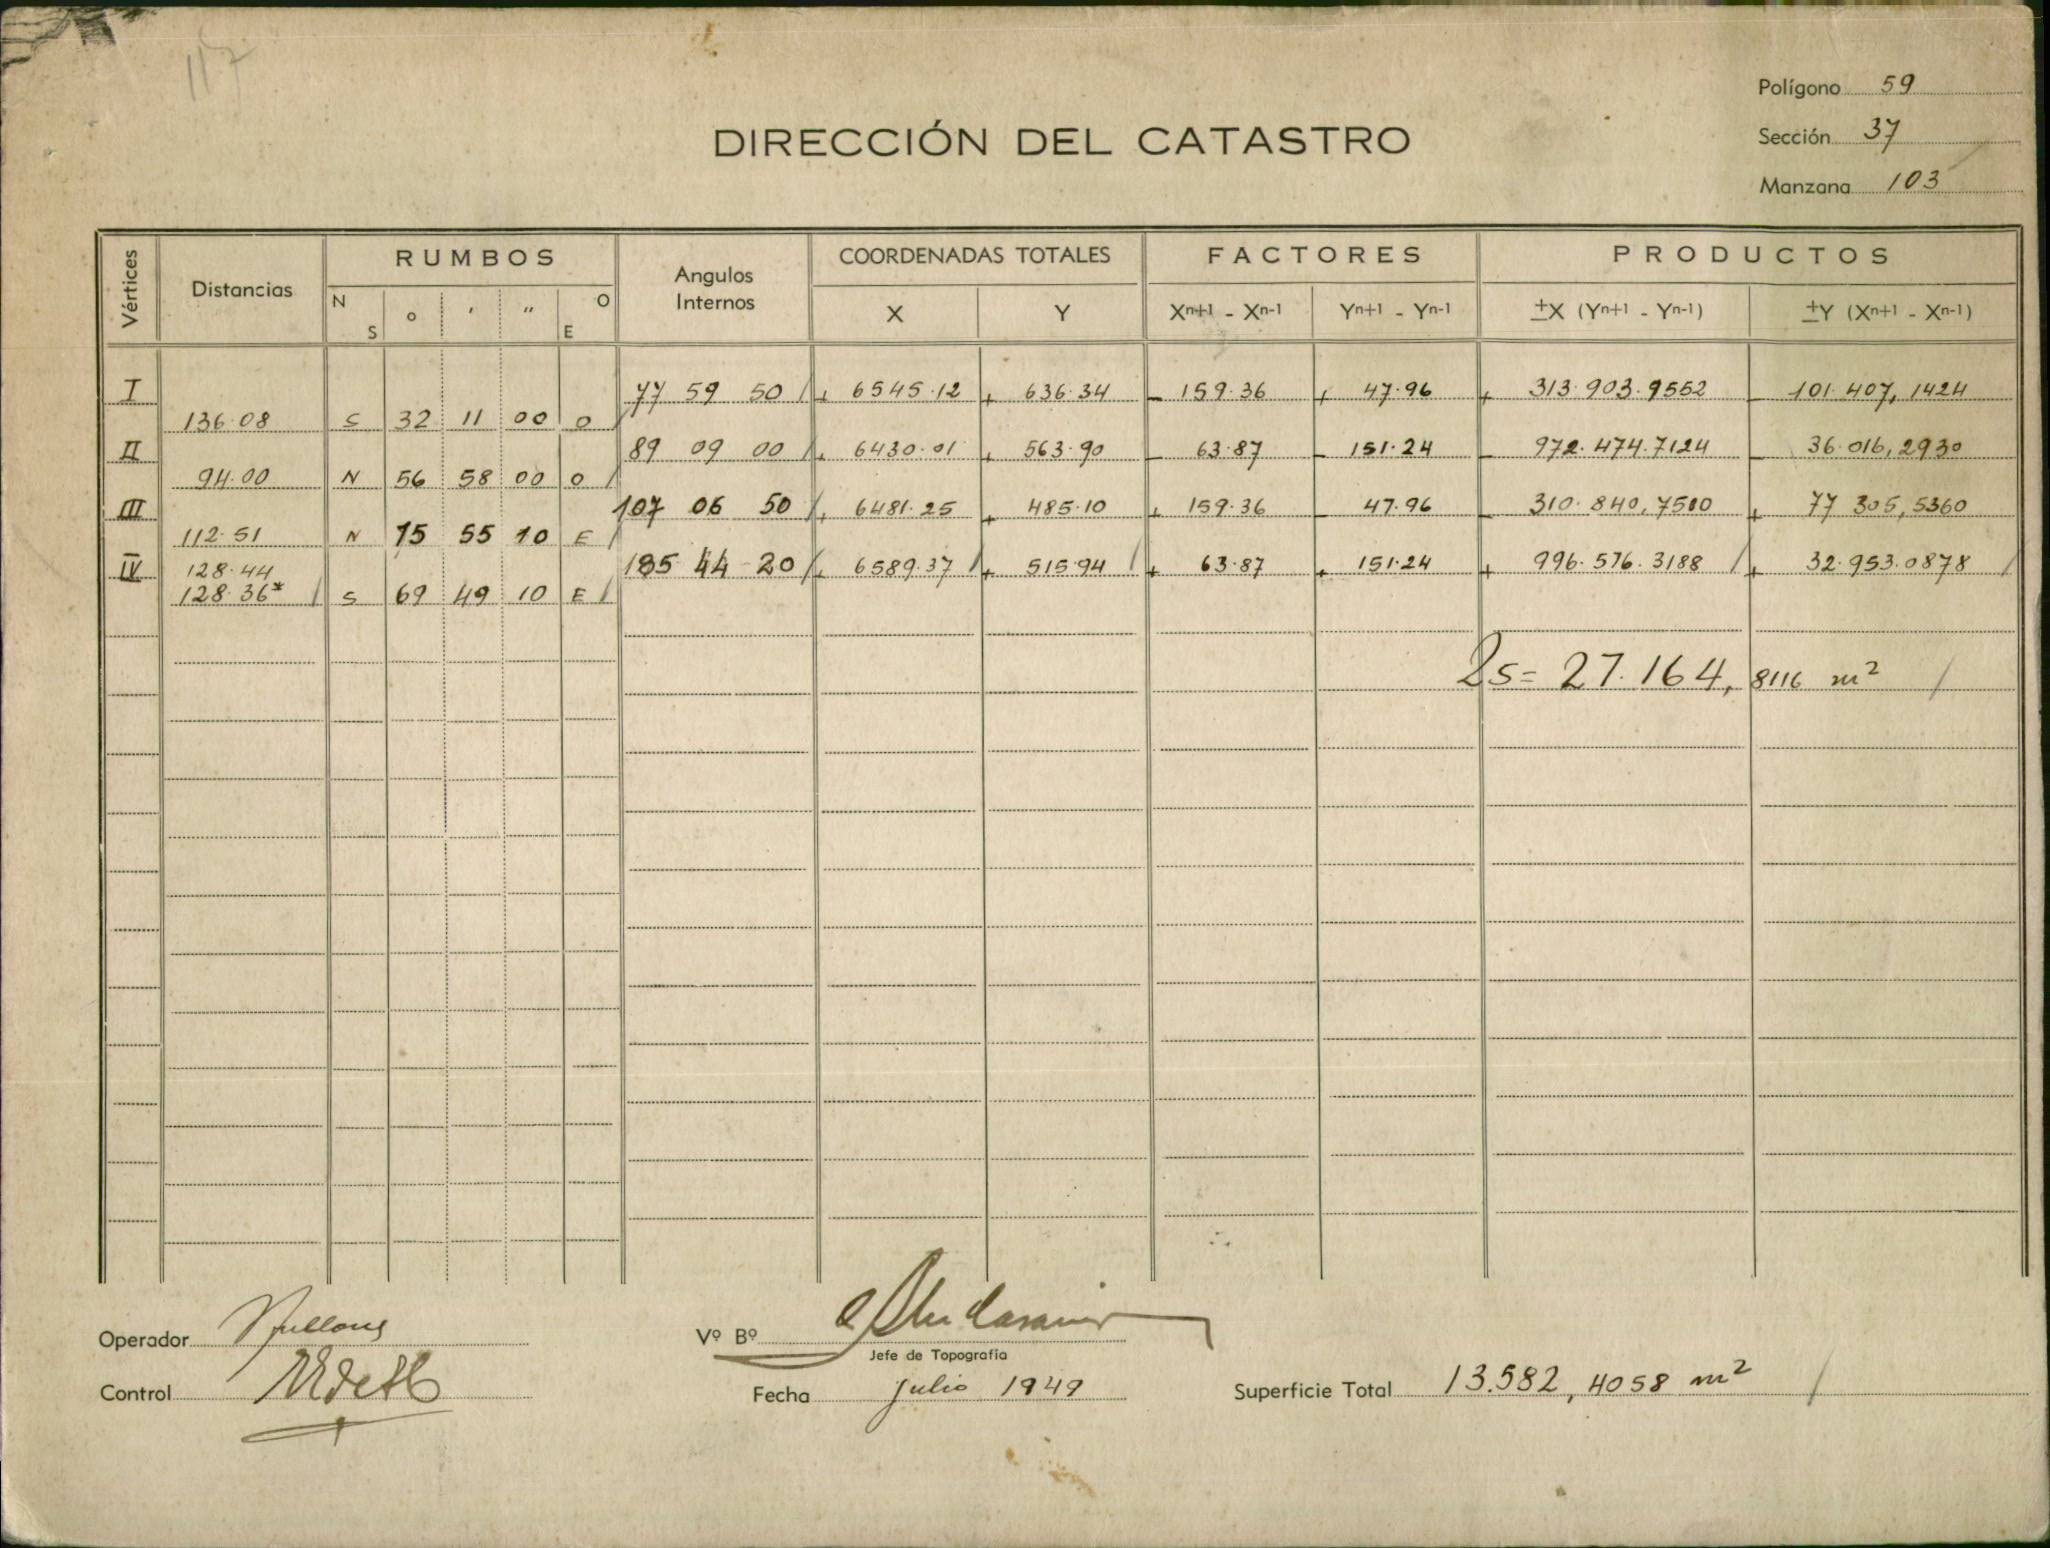 117
Polígono 59
DIRECCIÓN DEL CATASTRO
Sección 37
Manzana 103
Vértices Distancias RUMBOS Angulos Internos COORDENADAS TOTALES FACTORES PRODUCTOS
N S o ' " O E X Y Xn+1 - Xn-1 Yn+1 - Yn-1 ±X (Yn+1 - Yn-1) ±Y (Xn+1 - Xn-1)
I 77 59 50 + 6545.12 + 636.34 - 159.36 + 47.96 + 313.903.9552 - 101.407,1424
136.08 S 32 11 00 O
II 89 09 00 + 6430.01 + 563.90 - 63.87 - 151.24 - 972.474.7124 - 36.016,2930
94.00 N 56 58 00 O
III 107 06 50 + 6481.25 + 485.10 + 159.36 - 47.96 - 310.840,7500 + 77 305,5360
112.51 N 75 55 10 E
IV 128.44 185 44 20 + 6589.37 + 515.94 + 63.87 + 151.24 + 996.576.3188 + 32.953.0878
128.36* S 69 49 10 E
2s= 27.164, 8116 m²
Operador
Vº Bº
Jefe de Topografía
Control
Fecha julio 1949
Superficie Total 13.582, 4058 m²